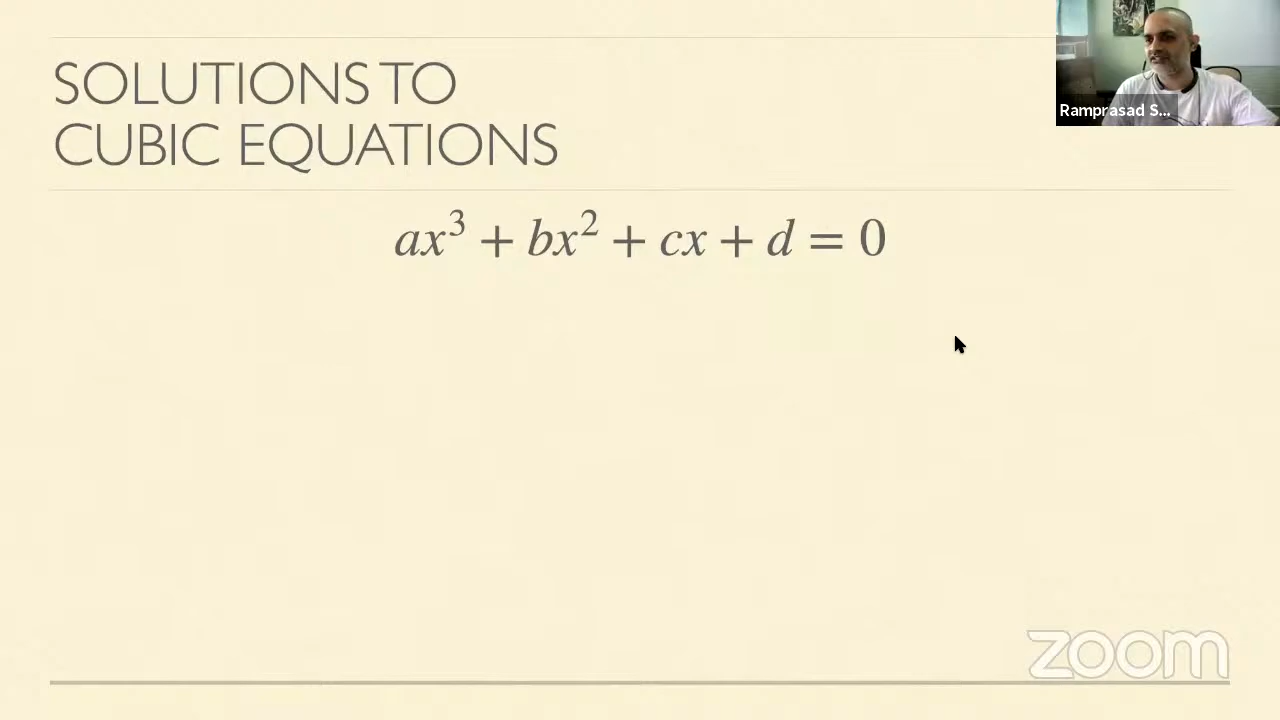 SOLUTIONS TO
CUBIC EQUATIONS
Ramprasad S...
ax³ + bx² + cx + d = 0
zoom